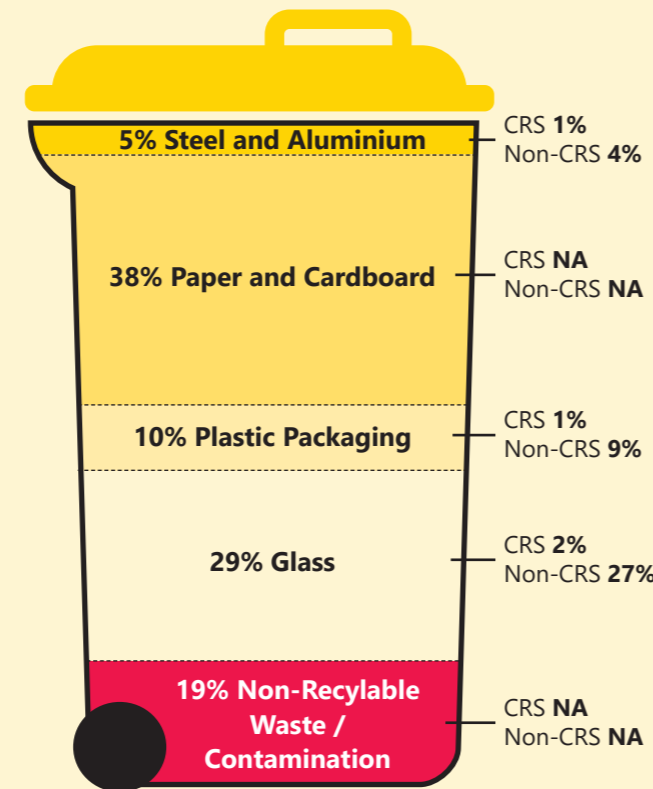 5% Steel and Aluminium
CRS 1%
Non-CRS 4%
38% Paper and Cardboard
CRS NA
Non-CRS NA
10% Plastic Packaging
CRS 1%
Non-CRS 9%
29% Glass
CRS 2%
Non-CRS 27%
19% Non-Recylable
Waste /
Contamination
CRS NA
Non-CRS NA